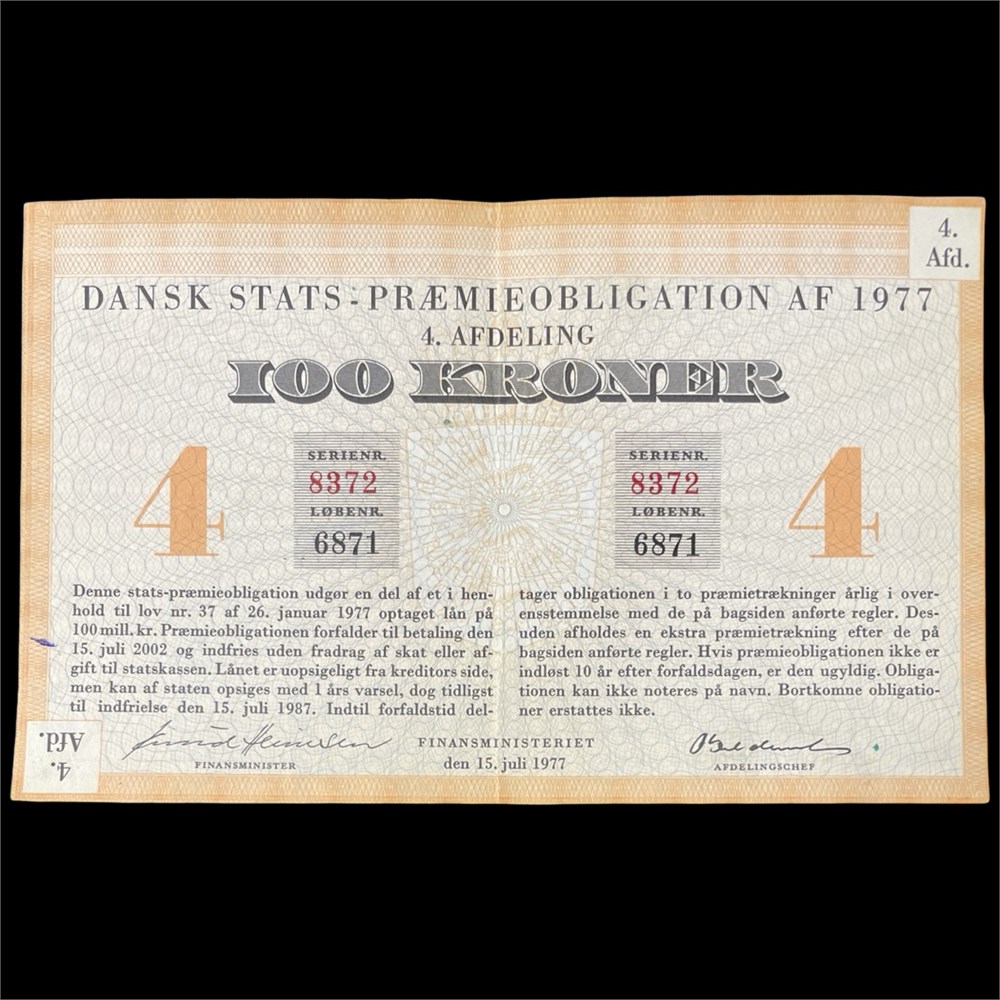 4.
Afd.
DANSK STATS-PRÆMIEOBLIGATION AF 1977
4. AFDELING
100 KRONER
4
SERIENR.
8372
LØBENR.
6871
SERIENR.
8372
LØBENR.
6871
4
Denne stats-præmieobligation udgør en del af et i hen-
hold til lov nr. 37 af 26. januar 1977 optaget lån på
100 mill. kr. Præmieobligationen forfalder til betaling den
15. juli 2002 og indfries uden fradrag af skat eller af-
gift til statskassen. Lånet er uopsigeligt fra kreditors side,
men kan af staten opsiges med 1 års varsel, dog tidligst
til indfrielse den 15. juli 1987. Indtil forfaldstid del-
tager obligationen i to præmietrækninger årlig i over-
ensstemmelse med de på bagsiden anførte regler. Des-
uden afholdes en ekstra præmietrækning efter de på
bagsiden anførte regler. Hvis præmieobligationen ikke er
indløst 10 år efter forfaldsdagen, er den ugyldig. Obliga-
tionen kan ikke noteres på navn. Bortkomne obligatio-
ner erstattes ikke.
4.
Afd.
FINANSMINISTER
FINANSMINISTERIET
den 15. juli 1977
AFDELINGSCHEF